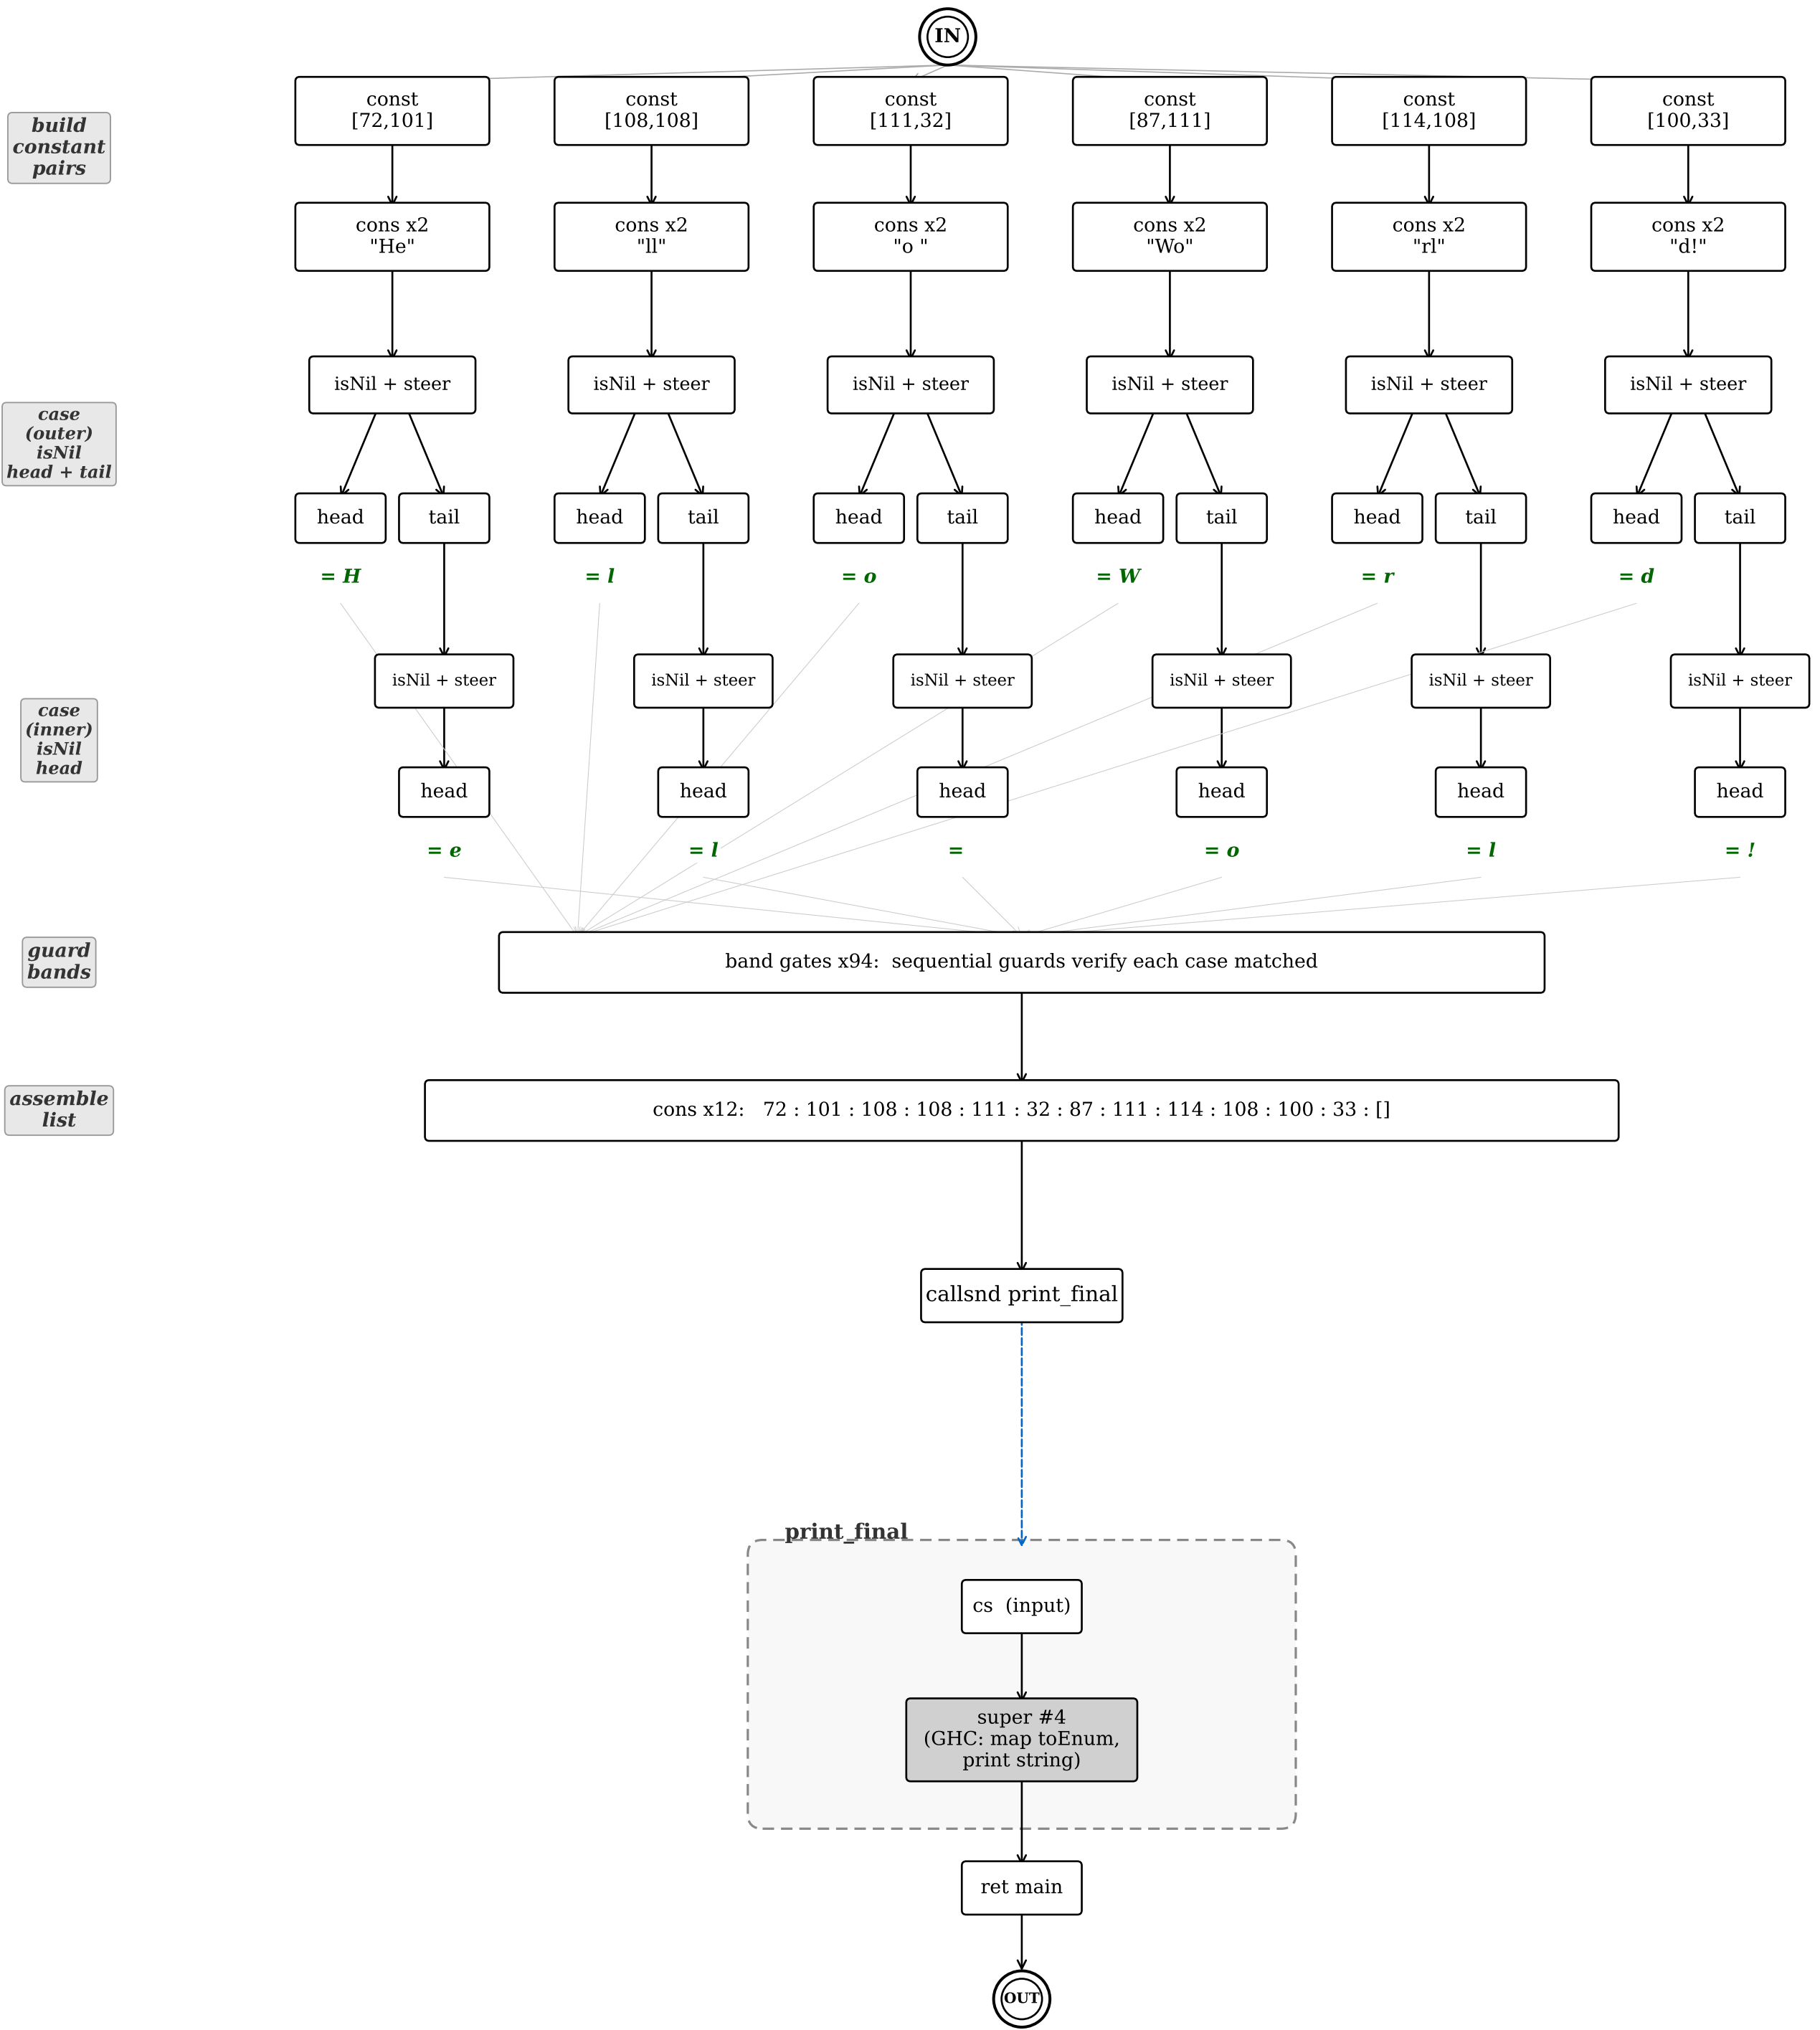 IN
const
[72,101]
const
[108,108]
const
[111,32]
const
[87,111]
const
[114,108]
const
[100,33]
build
constant
pairs
cons x2
"He"
cons x2
"ll"
cons x2
"o "
cons x2
"Wo"
cons x2
"rl"
cons x2
"d!"
isNil + steer
isNil + steer
isNil + steer
isNil + steer
isNil + steer
isNil + steer
case
(outer)
isNil
head + tail
head
tail
head
tail
head
tail
head
tail
head
tail
head
tail
= H
= l
= o
= W
= r
= d
isNil + steer
isNil + steer
isNil + steer
isNil + steer
isNil + steer
isNil + steer
case
(inner)
isNil
head
head
head
head
head
head
head
= e
= l
=
= o
= l
= !
guard
bands
band gates x94:  sequential guards verify each case matched
assemble
list
cons x12:   72 : 101 : 108 : 108 : 111 : 32 : 87 : 111 : 114 : 108 : 100 : 33 : []
callsnd print_final
print_final
cs  (input)
super #4
(GHC: map toEnum,
print string)
ret main
OUT